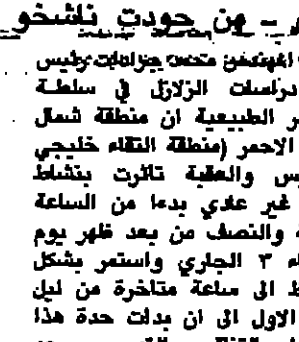 ـ من جودت ناشخو
المهندس جيزاوات رئيس
دراسات الزلازل في سلطة
الطبيعية ان منطقة شمال
الاحمر (منطقة التقاء خليجي
والعقبة تاثرت بنشاط
غير عادي بدءا من الساعة
والنصف من بعد ظهر يوم
٣ الجاري واستمر بشكل
الى ساعة متاخرة من ليل
الاول الى ان بدات حدة هذا